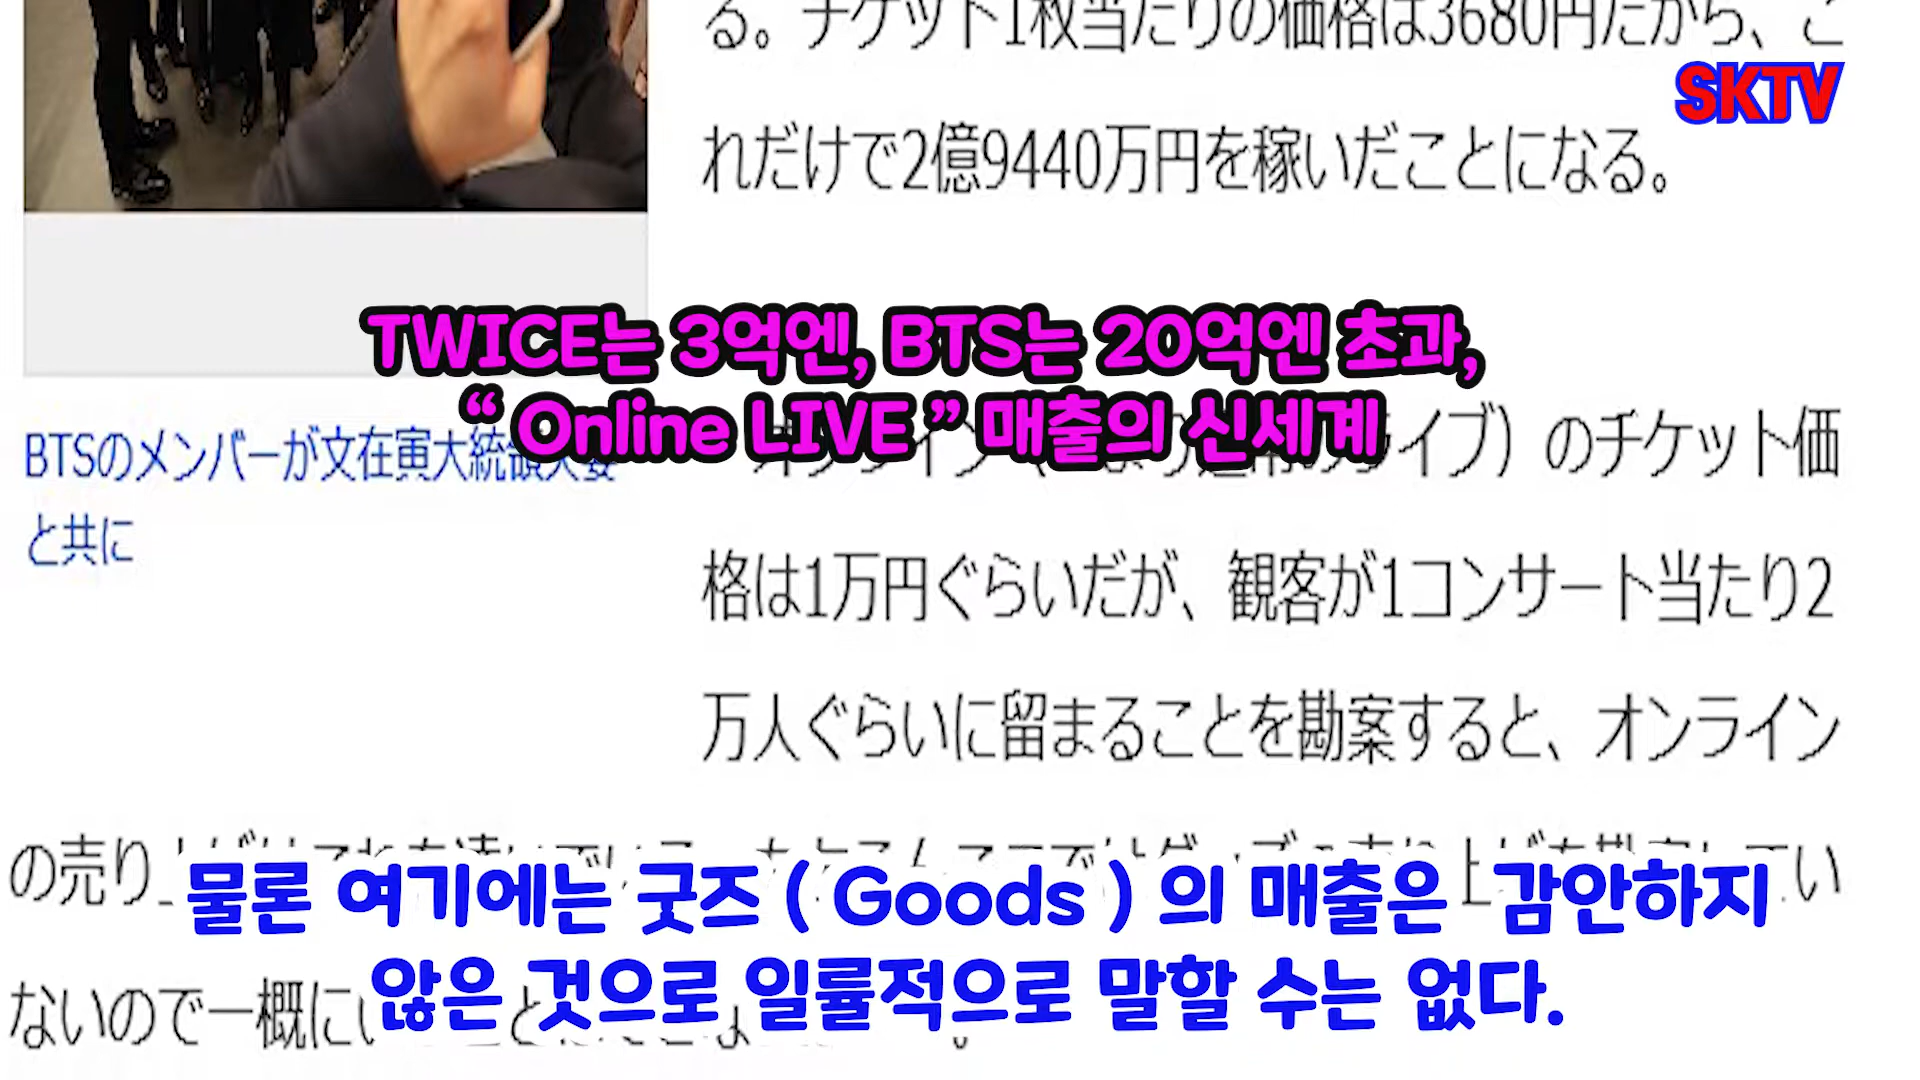 る。チケット1枚当たりの価格は3680円だから、こ
SKTV
れだけで2億9440万円を稼いだことになる。
TWICE는 3억엔, BTS는 20억엔 초과,
“ Online LIVE ” 매출의 신세계
イブ）のチケット価
BTSのメンバーが文在寅大統領夫妻
と共に
格は1万円ぐらいだが、観客が1コンサート当たり2
万人ぐらいに留まることを勘案すると、オンライン
の売り
물론 여기에는 굿즈 ( Goods ) 의 매출은 감안하지
ないので一概に
않은 것으로 일률적으로 말할 수는 없다.